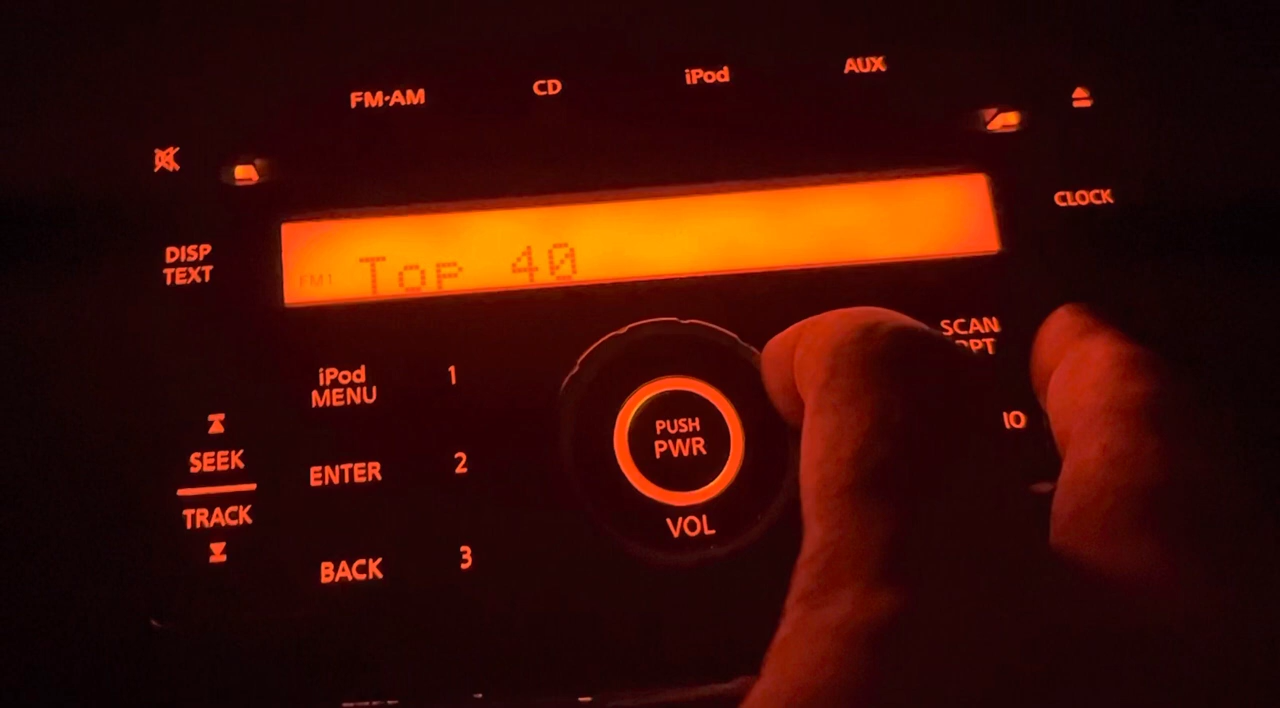 FM·AM
CD
iPod
AUX
CLOCK
DISP
TEXT
FM1
Top 40
SCAN
iPod
MENU
1
PUSH
PWR
SEEK
TRACK
ENTER
2
VOL
BACK
3